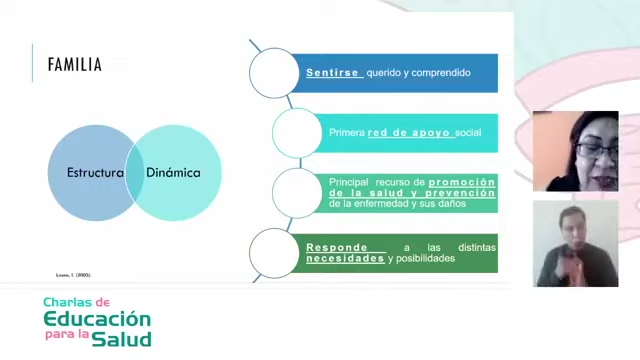 FAMILIA
Estructura
Dinámica
Sentirse querido y comprendido
Primera red de apoyo social
Principal recurso de promoción
de la salud y prevención
de la enfermedad y sus daños
Responde a las distintas
necesidades y posibilidades
(2003).
Charlas de
Educación
para la
Salud